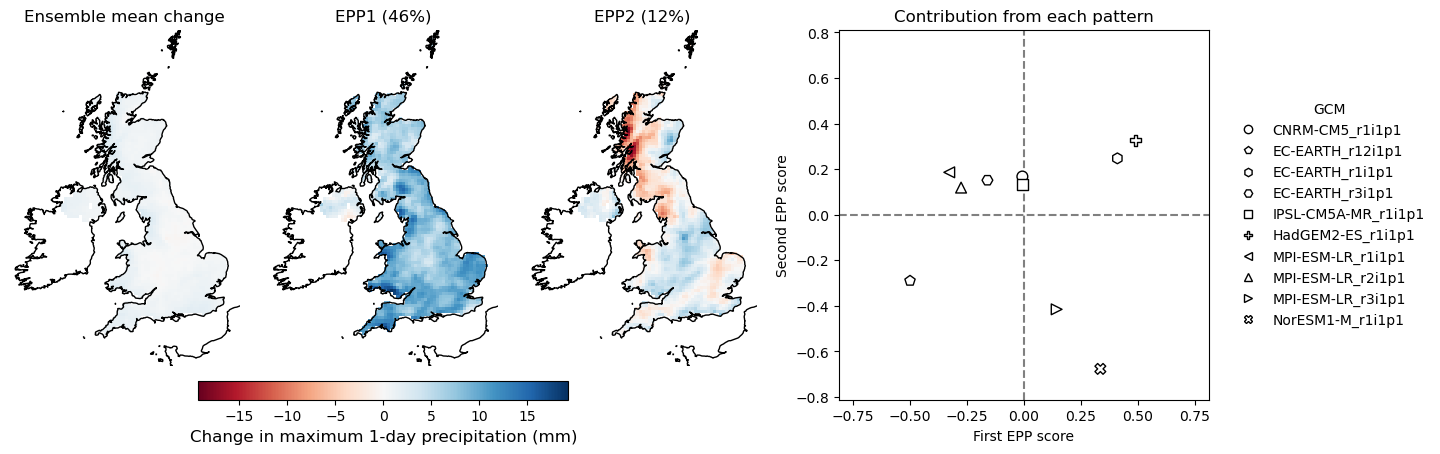 Ensemble mean change
EPP1 (46%)
EPP2 (12%)
−15 −10 −5 0 5 10 15
Change in maximum 1-day precipitation (mm)
Contribution from each pattern
Second EPP score
0.8
0.6
0.4
0.2
0.0
−0.2
−0.4
−0.6
−0.8
−0.75 −0.50 −0.25 0.00 0.25 0.50 0.75
First EPP score
GCM
CNRM-CM5_r1i1p1
EC-EARTH_r12i1p1
EC-EARTH_r1i1p1
EC-EARTH_r3i1p1
IPSL-CM5A-MR_r1i1p1
HadGEM2-ES_r1i1p1
MPI-ESM-LR_r1i1p1
MPI-ESM-LR_r2i1p1
MPI-ESM-LR_r3i1p1
NorESM1-M_r1i1p1